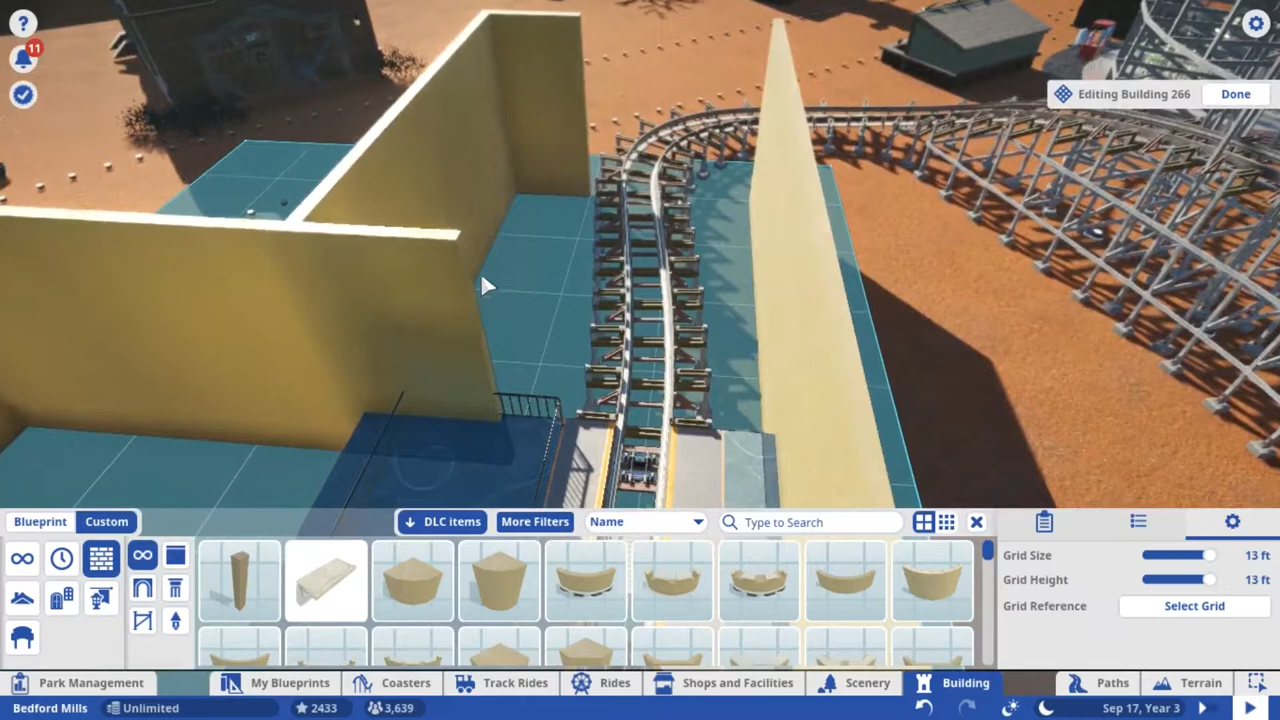 ?
11
Editing Building 266
Done
Blueprint
Custom
DLC items
More Filters
Name
Type to Search
Grid Size
13 ft
Grid Height
13 ft
Grid Reference
Select Grid
Park Management
My Blueprints
Coasters
Track Rides
Rides
Shops and Facilities
Scenery
Building
Paths
Terrain
Bedford Mills
Unlimited
2433
3,639
Sep 17, Year 3